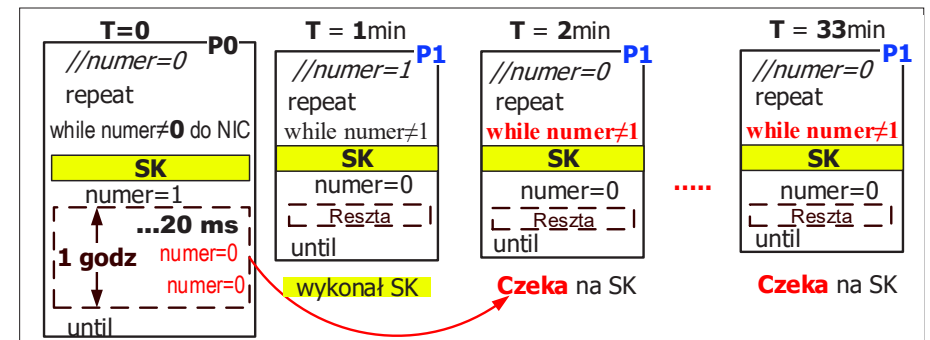 T=0
P0
//numer=0
repeat
while numer≠0 do NIC
SK
numer=1
...20 ms
1 godz
numer=0
numer=0
until
T = 1min
P1
//numer=1
repeat
while numer≠1
SK
numer=0
Reszta
until
wykonał SK
T = 2min
P1
//numer=0
repeat
while numer≠1
SK
numer=0
Reszta
until
Czeka na SK
.....
T = 33min
P1
//numer=0
repeat
while numer≠1
SK
numer=0
Reszta
until
Czeka na SK